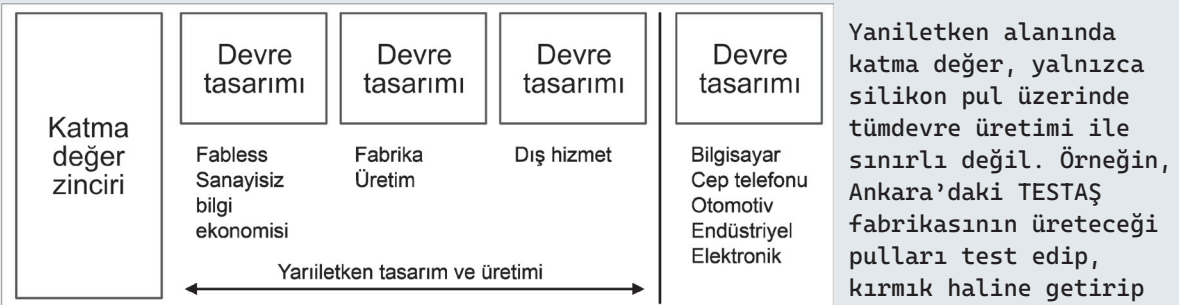 Katma
değer
zinciri
Devre
tasarımı
Fabless
Sanayisiz
bilgi
ekonomisi
Devre
tasarımı
Fabrika
Üretim
Devre
tasarımı
Dış hizmet
Yarıiletken tasarım ve üretimi
Devre
tasarımı
Bilgisayar
Cep telefonu
Otomotiv
Endüstriyel
Elektronik
Yaniletken alanında
katma değer, yalnızca
silikon pul üzerinde
tümdevre üretimi ile
sınırlı değil. Örneğin,
Ankara’daki TESTAŞ
fabrikasının üreteceği
pulları test edip,
kırmık haline getirip